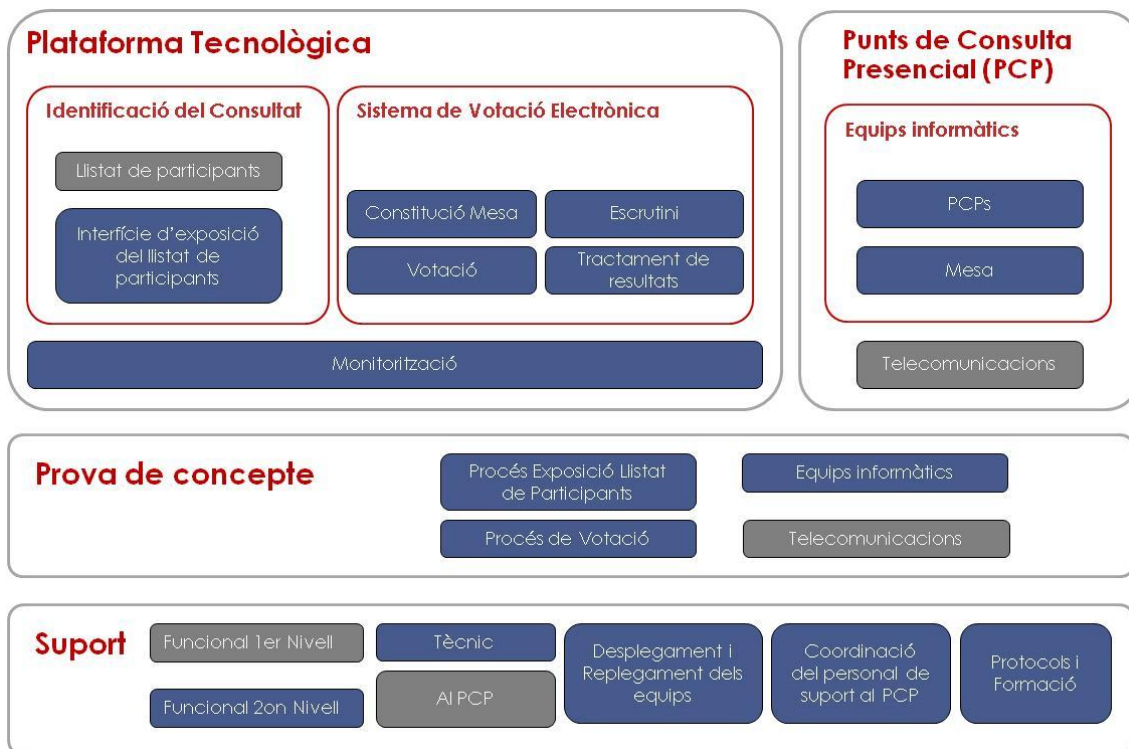 Plataforma Tecnològica
Identificació del Consultat
Llistat de participants
Interfície d'exposició
del llistat de
participants
Sistema de Votació Electrònica
Constitució Mesa
Escrutini
Votació
Tractament de
resultats
Monitorització
Punts de Consulta
Presencial (PCP)
Equips informàtics
PCPs
Mesa
Telecomunicacions
Prova de concepte
Procés Exposició Llistat
de Participants
Equips informàtics
Procés de Votació
Telecomunicacions
Suport
Funcional 1er Nivell
Funcional 2on Nivell
Tècnic
Al PCP
Desplegament i
Replegament dels
equips
Coordinació
del personal de
suport al PCP
Protocols i
Formació